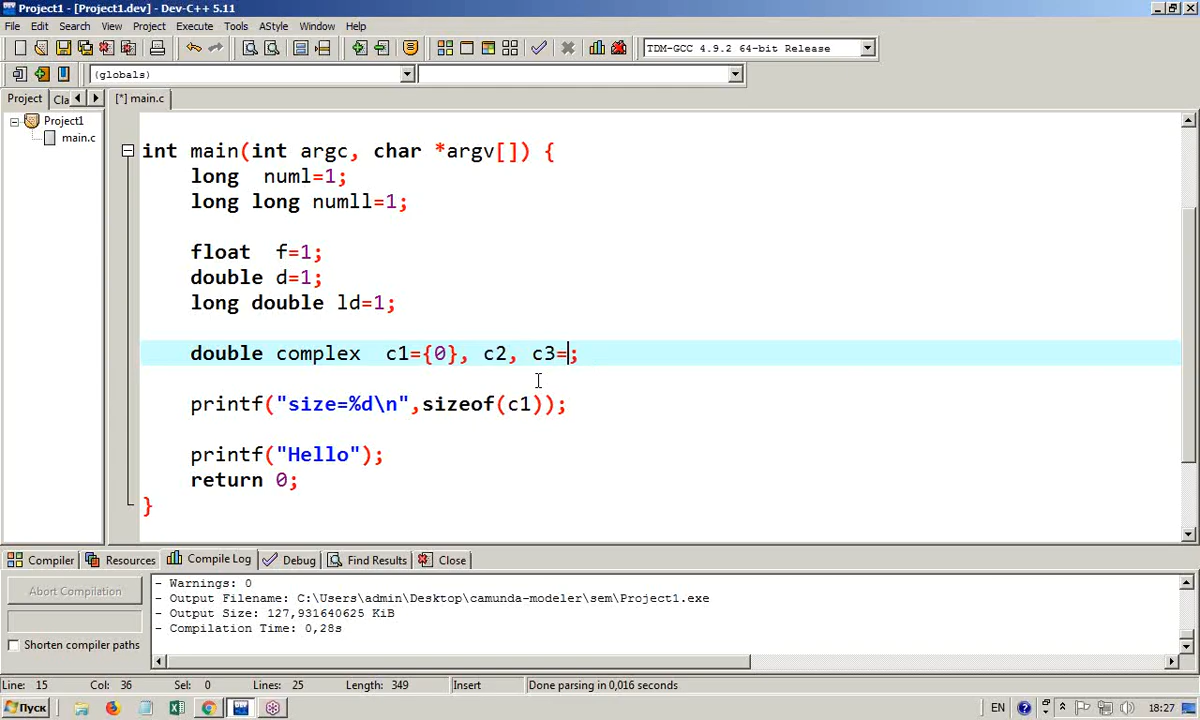 Project1 - [Project1.dev] - Dev-C++ 5.11
File Edit Search View Project Execute Tools AStyle Window Help
TDM-GCC 4.9.2 64-bit Release
(globals)
Project Cla [*] main.c
Project1
main.c
int main(int argc, char *argv[]) {
long numl=1;
long long numll=1;
float f=1;
double d=1;
long double ld=1;
double complex c1={0}, c2, c3=;
printf("size=%d\n",sizeof(c1));
printf("Hello");
return 0;
}
Compiler Resources Compile Log Debug Find Results Close
Abort Compilation
Shorten compiler paths
- Warnings: 0
- Output Filename: C:\Users\admin\Desktop\camunda-modeler\sem\Project1.exe
- Output Size: 127,931640625 KiB
- Compilation Time: 0,28s
Line: 15 Col: 36 Sel: 0 Lines: 25 Length: 349 Insert Done parsing in 0,016 seconds
Пуск EN 18:27